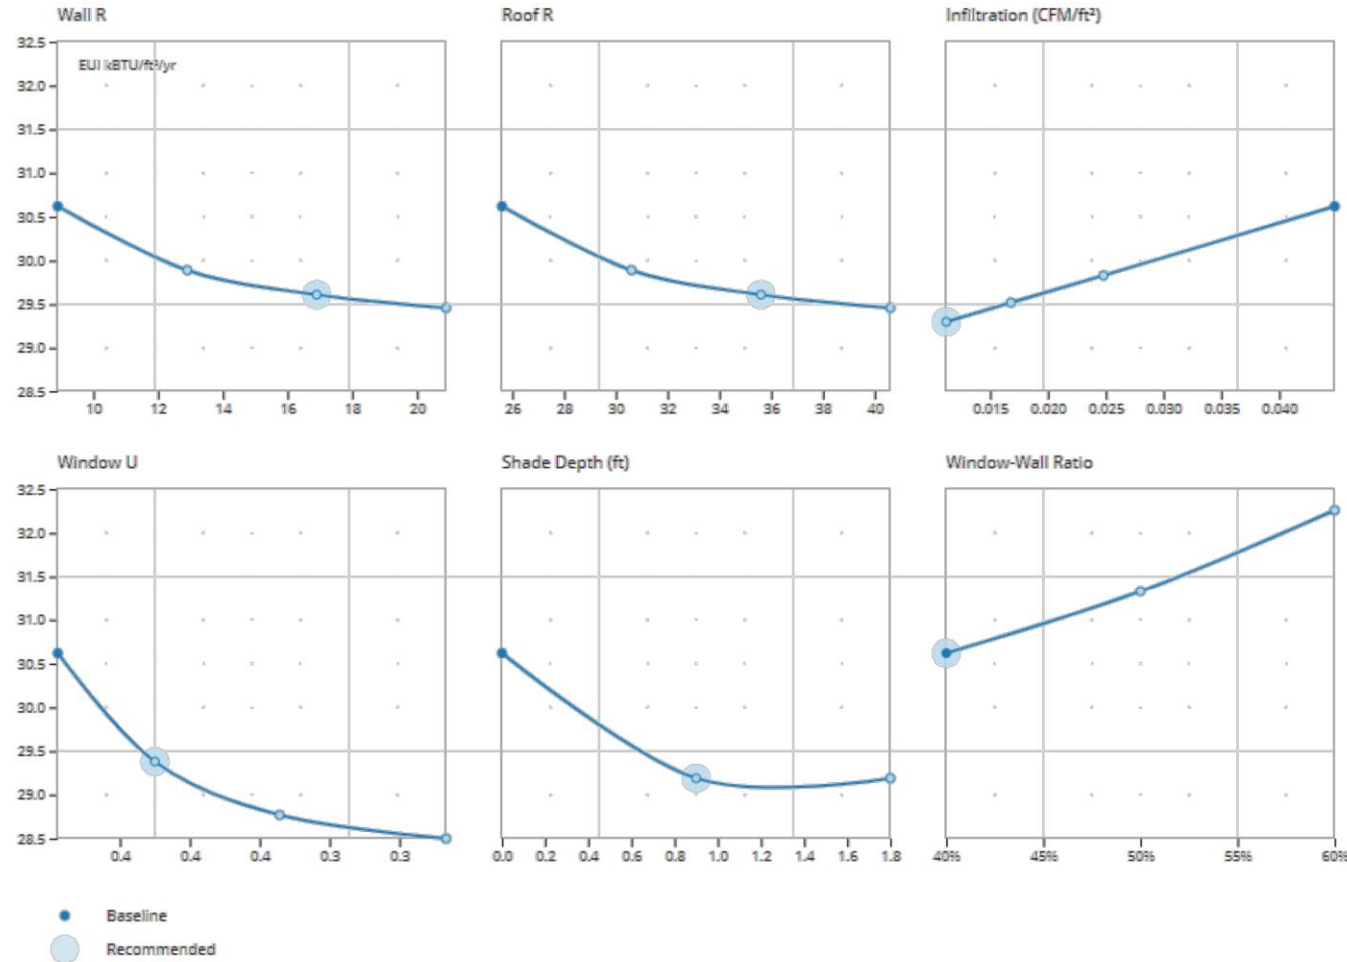 Wall R Roof R Infiltration (CFM/ft²)
32.5
EUI kBTU/ft²/yr
32.0
31.5
31.0
30.5
30.0
29.5
29.0
28.5
10 12 14 16 18 20 26 28 30 32 34 36 38 40 0.015 0.020 0.025 0.030 0.035 0.040
Window U Shade Depth (ft) Window-Wall Ratio
32.5
32.0
31.5
31.0
30.5
30.0
29.5
29.0
28.5
0.4 0.4 0.4 0.3 0.3 0.0 0.2 0.4 0.6 0.8 1.0 1.2 1.4 1.6 1.8 40% 45% 50% 55% 60%
Baseline
Recommended